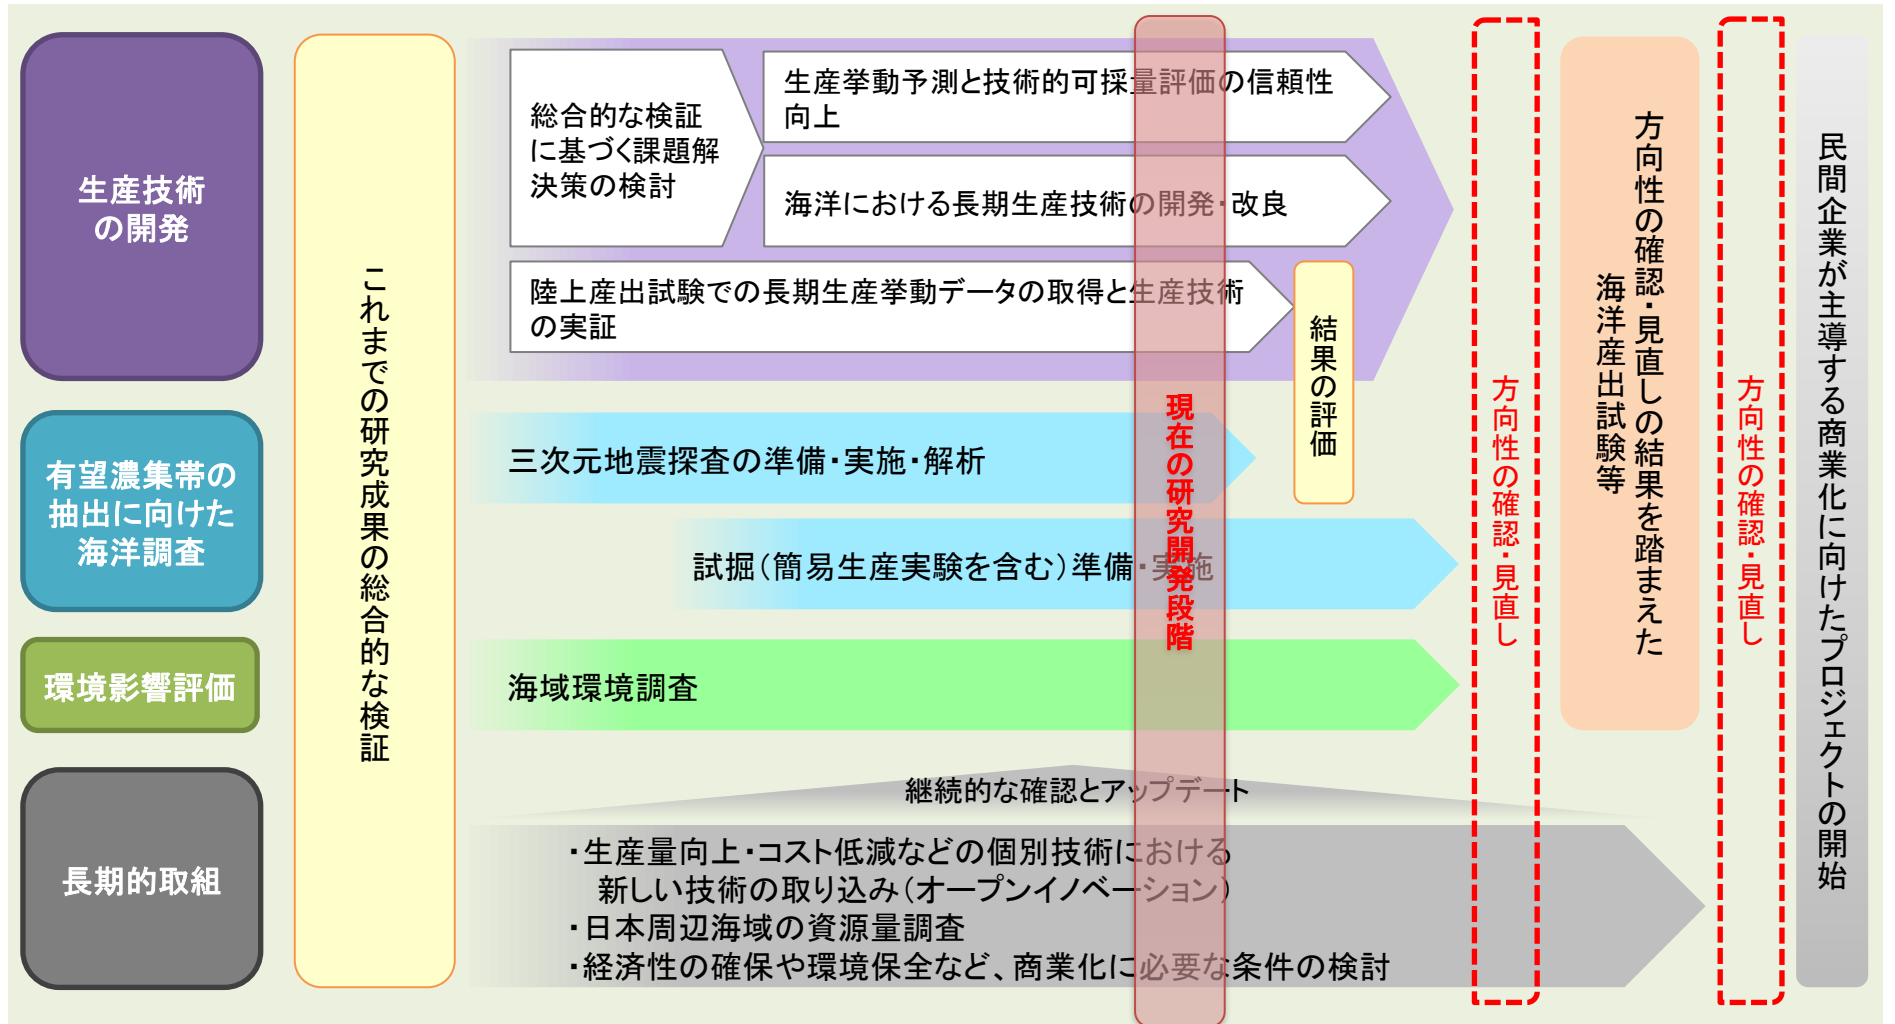 生産技術
の開発
有望濃集帯の
抽出に向けた
海洋調査
環境影響評価
長期的取組
これまでの研究成果の総合的な検証
総合的な検証
に基づく課題解
決策の検討
生産挙動予測と技術的可採量評価の信頼性
向上
海洋における長期生産技術の開発・改良
陸上産出試験での長期生産挙動データの取得と生産技術
の実証
結果の評価
三次元地震探査の準備・実施・解析
試掘（簡易生産実験を含む）準備・実施
海域環境調査
継続的な確認とアップデート
・生産量向上・コスト低減などの個別技術における
新しい技術の取り込み（オープンイノベーション）
・日本周辺海域の資源量調査
・経済性の確保や環境保全など、商業化に必要な条件の検討
現在の研究開発段階
方向性の確認・見直し
方向性の確認・見直しの結果を踏まえた
海洋産出試験等
方向性の確認・見直し
民間企業が主導する商業化に向けたプロジェクトの開始